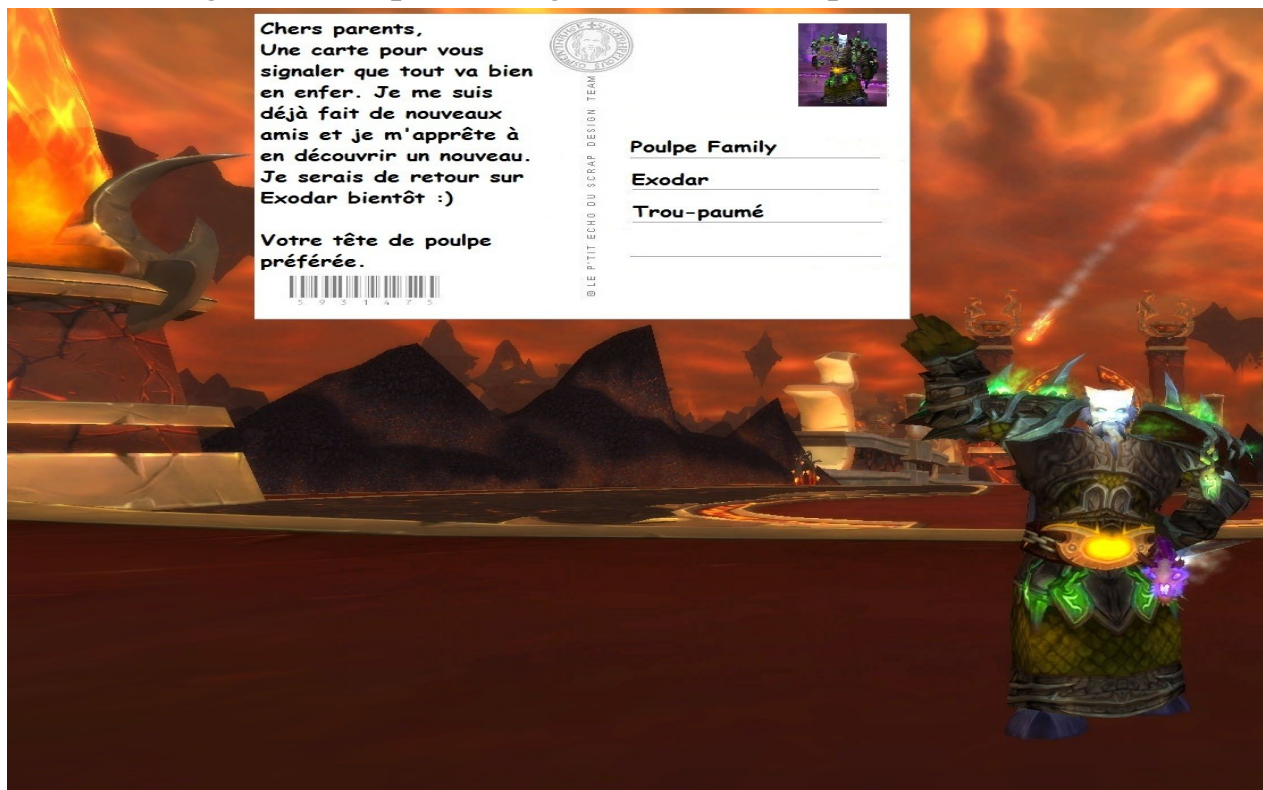 Chers parents,
Une carte pour vous
signaler que tout va bien
en enfer. Je me suis
déjà fait de nouveaux
amis et je m'apprête à
en découvrir un nouveau.
Je serais de retour sur
Exodar bientôt :)
Votre tête de poulpe
préférée.
5 9 3 1 4 7 5
@ LE P'TIT ECHO DU SCRAP DESIGN TEAM
Poulpe Family
Exodar
Trou-paumé